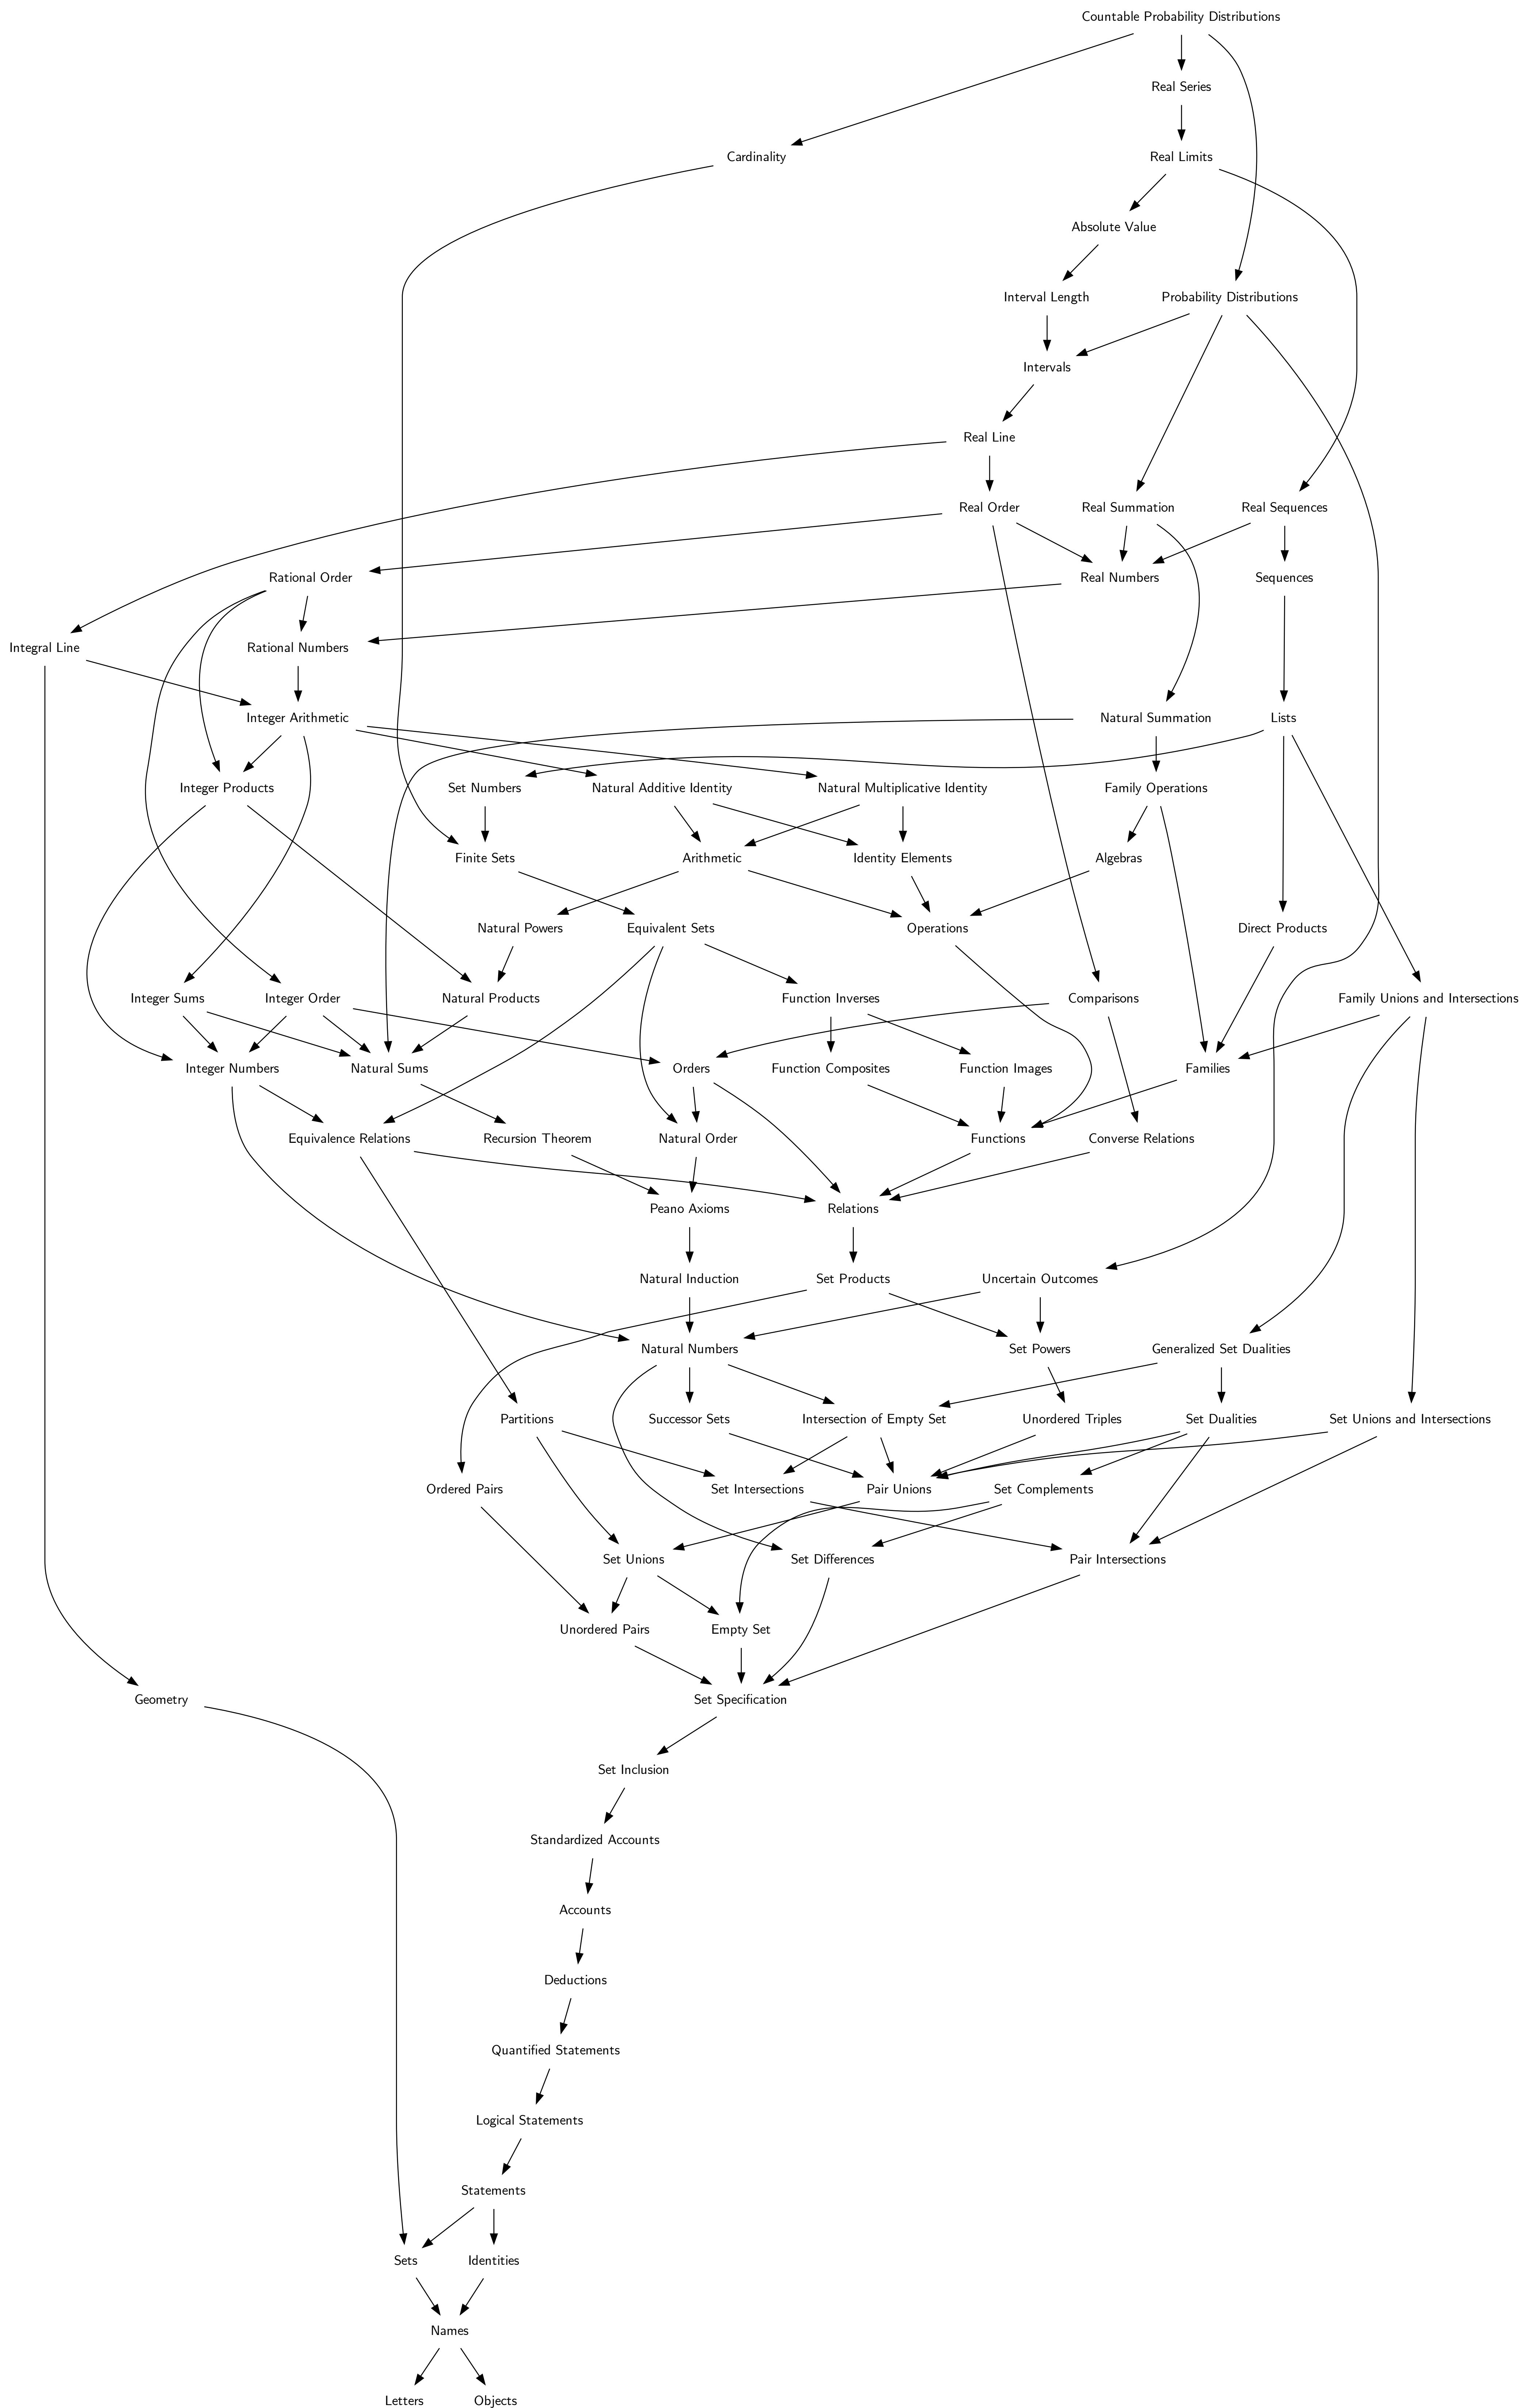 Countable Probability Distributions
Real Series
Cardinality
Real Limits
Absolute Value
Interval Length
Probability Distributions
Intervals
Real Line
Real Order
Real Summation
Real Sequences
Rational Order
Real Numbers
Sequences
Integral Line
Rational Numbers
Integer Arithmetic
Natural Summation
Lists
Integer Products
Set Numbers
Natural Additive Identity
Natural Multiplicative Identity
Family Operations
Finite Sets
Arithmetic
Identity Elements
Algebras
Natural Powers
Equivalent Sets
Operations
Direct Products
Integer Sums
Integer Order
Natural Products
Function Inverses
Comparisons
Family Unions and Intersections
Integer Numbers
Natural Sums
Orders
Function Composites
Function Images
Families
Equivalence Relations
Recursion Theorem
Natural Order
Functions
Converse Relations
Peano Axioms
Relations
Natural Induction
Set Products
Uncertain Outcomes
Natural Numbers
Set Powers
Generalized Set Dualities
Partitions
Successor Sets
Intersection of Empty Set
Unordered Triples
Set Dualities
Set Unions and Intersections
Ordered Pairs
Set Intersections
Pair Unions
Set Complements
Set Unions
Set Differences
Pair Intersections
Unordered Pairs
Empty Set
Geometry
Set Specification
Set Inclusion
Standardized Accounts
Accounts
Deductions
Quantified Statements
Logical Statements
Statements
Sets
Identities
Names
Letters
Objects